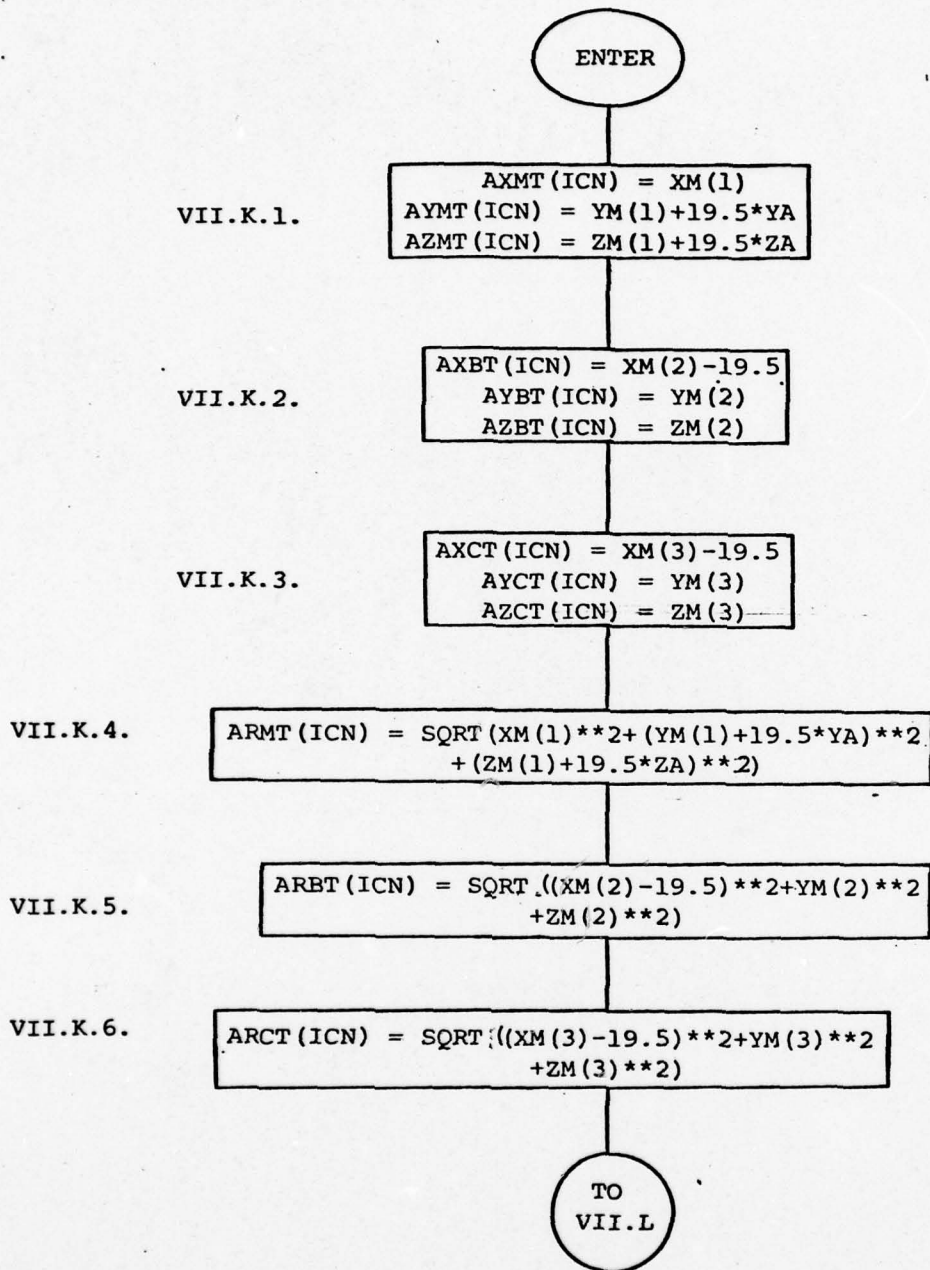 ENTER
VII.K.1.
AXMT(ICN) = XM(1)
AYMT(ICN) = YM(1)+19.5*YA
AZMT(ICN) = ZM(1)+19.5*ZA
VII.K.2.
AXBT(ICN) = XM(2)-19.5
AYBT(ICN) = YM(2)
AZBT(ICN) = ZM(2)
VII.K.3.
AXCT(ICN) = XM(3)-19.5
AYCT(ICN) = YM(3)
AZCT(ICN) = ZM(3)
VII.K.4.
ARMT(ICN) = SQRT(XM(1)**2+(YM(1)+19.5*YA)**2
+(ZM(1)+19.5*ZA)**2)
VII.K.5.
ARBT(ICN) = SQRT((XM(2)-19.5)**2+YM(2)**2
+ZM(2)**2)
VII.K.6.
ARCT(ICN) = SQRT((XM(3)-19.5)**2+YM(3)**2
+ZM(3)**2)
TO
VII.L